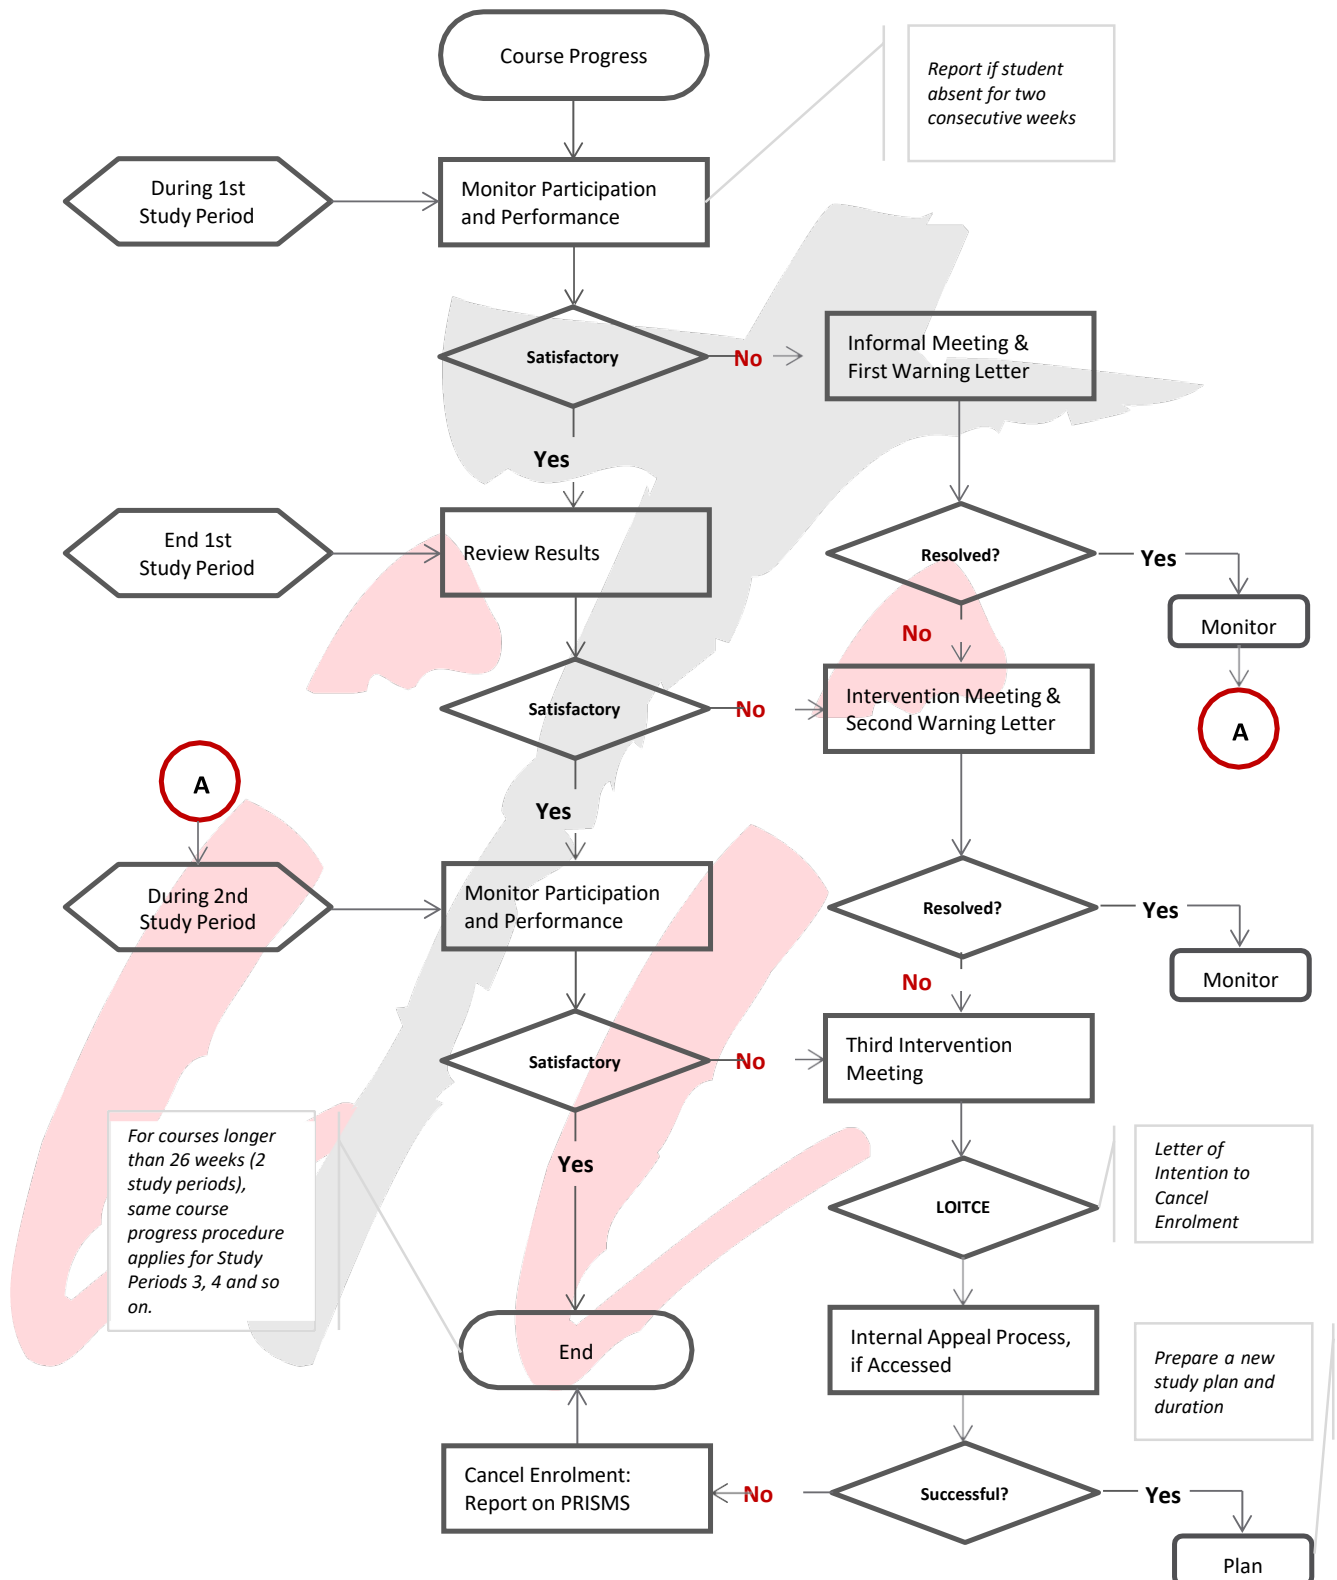 Course Progress
Report if student
absent for two
consecutive weeks
During 1st
Study Period
Monitor Participation
and Performance
Satisfactory
No
Informal Meeting &
First Warning Letter
Yes
End 1st
Study Period
Review Results
Resolved?
Yes
Monitor
No
A
Satisfactory
No
Intervention Meeting &
Second Warning Letter
A
Yes
During 2nd
Study Period
Monitor Participation
and Performance
Resolved?
Yes
Monitor
No
Satisfactory
No
Third Intervention
Meeting
For courses longer
than 26 weeks (2
study periods),
same course
progress procedure
applies for Study
Periods 3, 4 and so
on.
Yes
LOITCE
Letter of
Intention to
Cancel
Enrolment
End
Internal Appeal Process,
if Accessed
Prepare a new
study plan and
duration
Cancel Enrolment:
Report on PRISMS
No
Successful?
Yes
Plan